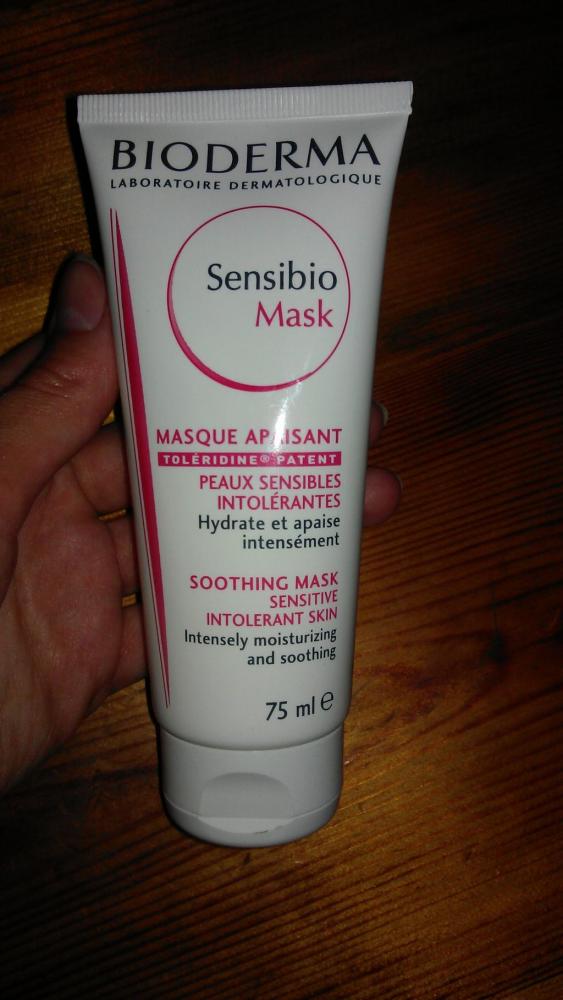 BIODERMA
LABORATOIRE DERMATOLOGIQUE
Sensibio
Mask
MASQUE APAISANT
TOLÉRIDINE® PATENT
PEAUX SENSIBLES
INTOLÉRANTES
Hydrate et apaise
intensément
SOOTHING MASK
SENSITIVE
INTOLERANT SKIN
Intensely moisturizing
and soothing
75 ml ℮